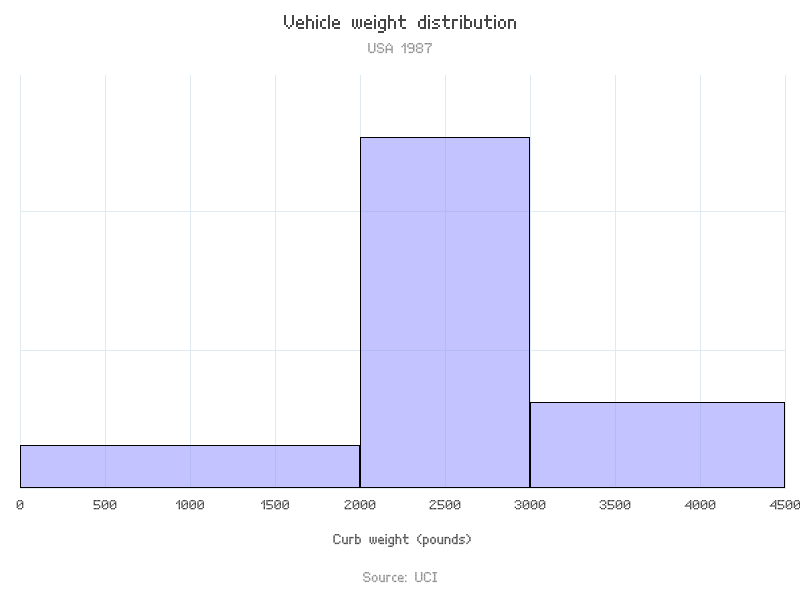 Vehicle weight distribution
USA 1987
0 500 1000 1500 2000 2500 3000 3500 4000 4500
Curb weight (pounds)
Source: UCI